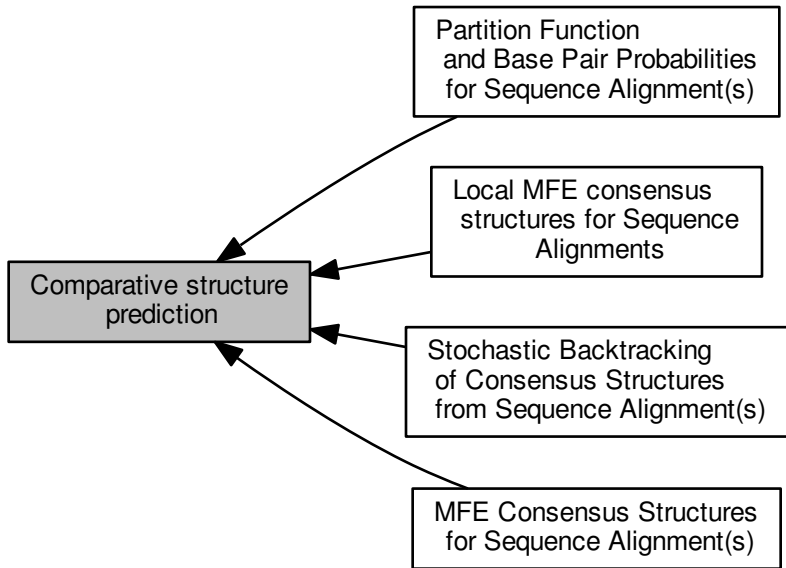 Partition Function
and Base Pair Probabilities
for Sequence Alignment(s)
Local MFE consensus
structures for Sequence
Alignments
Comparative structure
prediction
Stochastic Backtracking
of Consensus Structures
from Sequence Alignment(s)
MFE Consensus Structures
for Sequence Alignment(s)